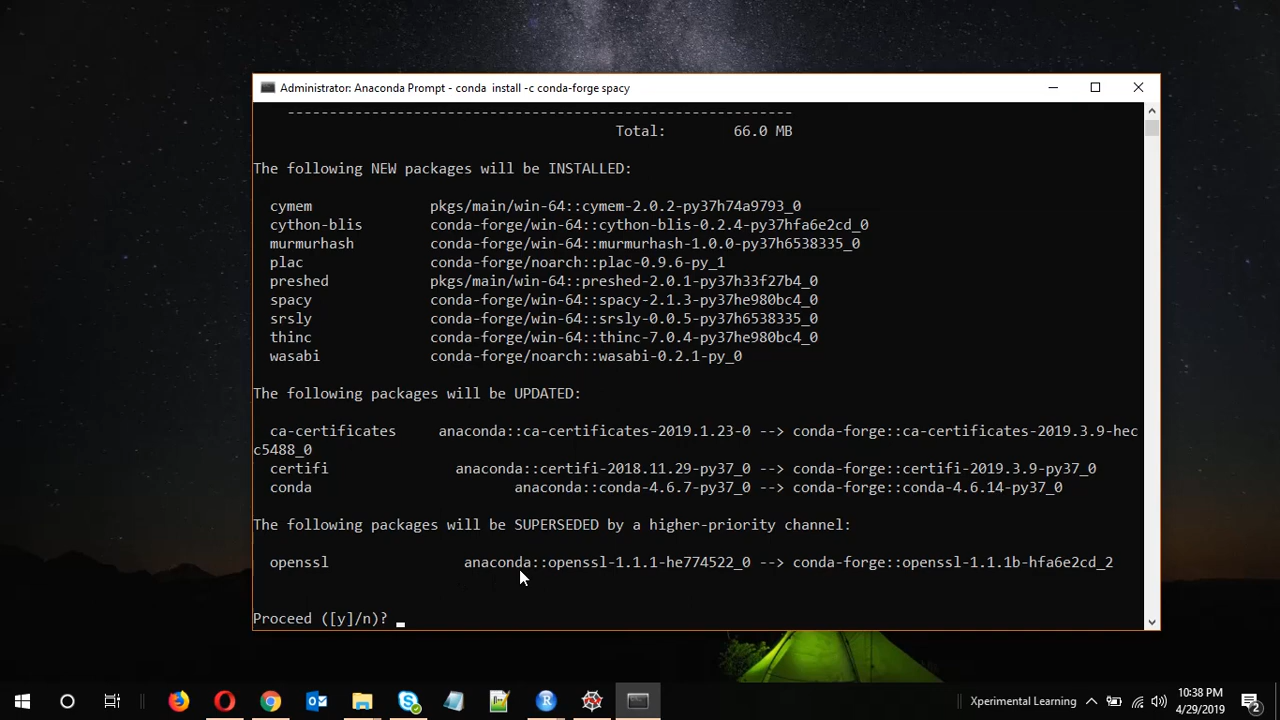 Administrator: Anaconda Prompt - conda  install -c conda-forge spacy
------------------------------------------------------------
Total:        66.0 MB
The following NEW packages will be INSTALLED:
cymem              pkgs/main/win-64::cymem-2.0.2-py37h74a9793_0
cython-blis        conda-forge/win-64::cython-blis-0.2.4-py37hfa6e2cd_0
murmurhash         conda-forge/win-64::murmurhash-1.0.0-py37h6538335_0
plac               conda-forge/noarch::plac-0.9.6-py_1
preshed            pkgs/main/win-64::preshed-2.0.1-py37h33f27b4_0
spacy              conda-forge/win-64::spacy-2.1.3-py37he980bc4_0
srsly              conda-forge/win-64::srsly-0.0.5-py37h6538335_0
thinc              conda-forge/win-64::thinc-7.0.4-py37he980bc4_0
wasabi             conda-forge/noarch::wasabi-0.2.1-py_0
The following packages will be UPDATED:
ca-certificates     anaconda::ca-certificates-2019.1.23-0 --> conda-forge::ca-certificates-2019.3.9-hec
c5488_0
certifi               anaconda::certifi-2018.11.29-py37_0 --> conda-forge::certifi-2019.3.9-py37_0
conda                        anaconda::conda-4.6.7-py37_0 --> conda-forge::conda-4.6.14-py37_0
The following packages will be SUPERSEDED by a higher-priority channel:
openssl                anaconda::openssl-1.1.1-he774522_0 --> conda-forge::openssl-1.1.1b-hfa6e2cd_2
Proceed ([y]/n)?
Xperimental Learning
10:38 PM
4/29/2019
2